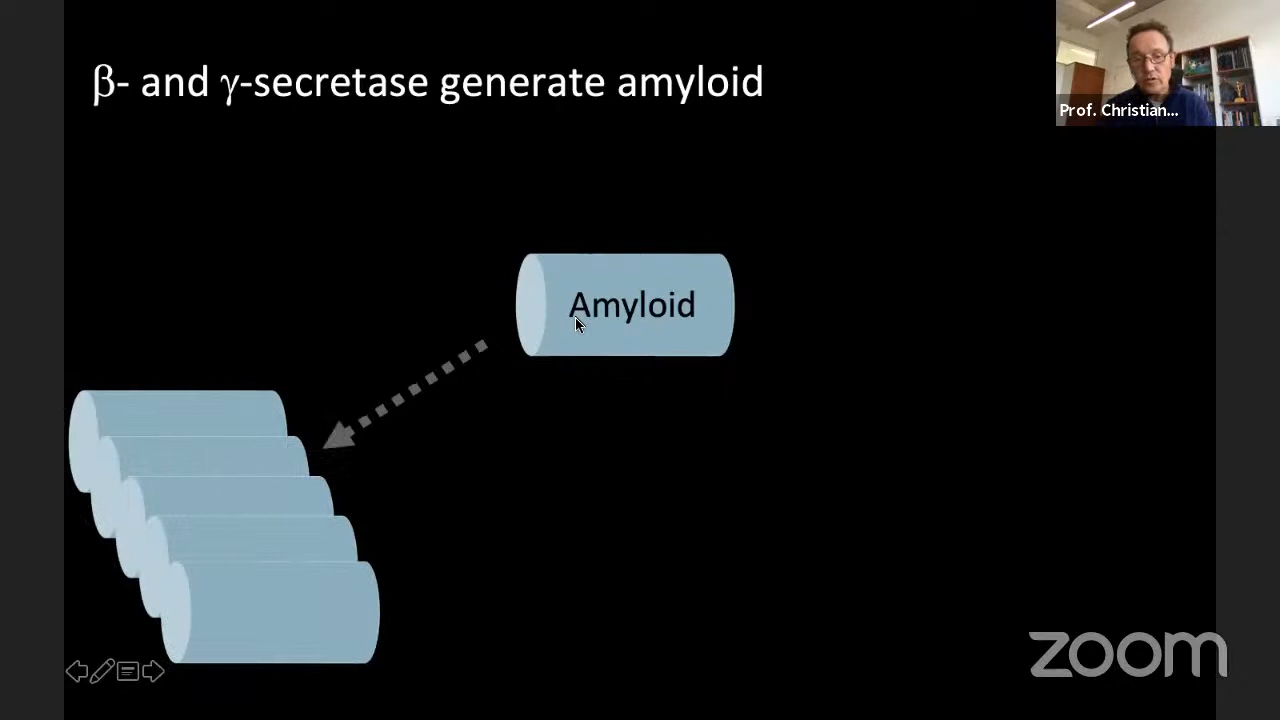 β- and γ-secretase generate amyloid
Prof. Christian...
Amyloid
zoom